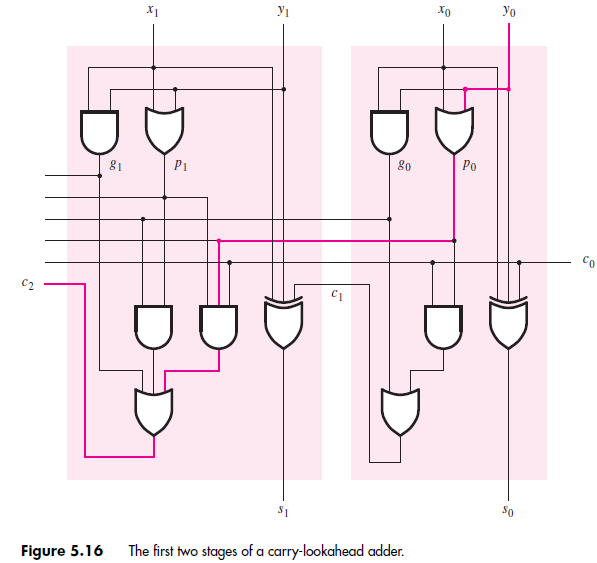 x1 y1 x0 y0
g1 p1 g0 p0
c0
c2 c1
s1 s0
Figure 5.16 The first two stages of a carry-lookahead adder.